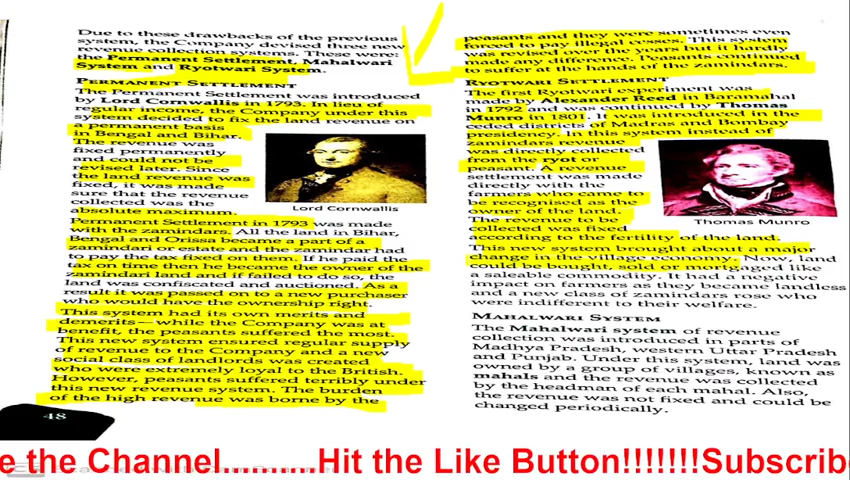 Due to these drawbacks of the previous
system, the Company devised three new
revenue collection systems. These were:
the Permanent Settlement, Mahalwari
System and Ryotwari System.
PERMANENT SETTLEMENT
The Permanent Settlement was introduced
by Lord Cornwallis in 1793. In lieu of
regular income, the Company under this
system decided to fix the land revenue on
a permanent basis
in Bengal and Bihar.
The revenue was
fixed permanently
and could not be
revised later. Since
the land revenue was
fixed, it was made
sure that the revenue
collected was the
absolute maximum.
Lord Cornwallis
Permanent Settlement in 1793 was made
with the zamindars. All the land in Bihar,
Bengal and Orissa became a part of a
zamindari or estate and the zamindar had
to pay the tax fixed on them. If he paid the
tax on time then he became the owner of the
zamindari land and if failed to do so, the
land was confiscated and auctioned. As a
result it was passed on to a new purchaser
who would have the ownership right.
This system had its own merits and
demerits— while the Company was at
benefit, the peasants suffered the most.
This new system ensured regular supply
of revenue to the Company and a new
social class of landlords was created
who were extremely loyal to the British.
However, peasants suffered terribly under
this new revenue system. The burden
of the high revenue was borne by the
48
peasants and they were sometimes even
forced to pay illegal cesses. This system
was revised over the years but it hardly
made any difference. Peasants continued
to suffer at the hands of the zamindars.
RYOTWARI SETTLEMENT
The first Ryotwari experiment was
made by Alexander Reed in Baramahal
in 1792 and was continued by Thomas
Munro in 1801. It was introduced in the
ceded districts of Madras and Bombay
presidency. In this system instead of
zamindars revenue
was directly collected
from the ryot or
peasant. A revenue
settlement was made
directly with the
farmers who came to
be recognised as the
owner of the land.
The revenue to be
collected was fixed
Thomas Munro
according to the fertility of the land.
This new system brought about a major
change in the village economy. Now, land
could be bought, sold or mortgaged like
a saleable commodity. It had a negative
impact on farmers as they became landless
and a new class of zamindars rose who
were indifferent to their welfare.
MAHALWARI SYSTEM
The Mahalwari system of revenue
collection was introduced in parts of
Madhya Pradesh, western Uttar Pradesh
and Punjab. Under this system, land was
owned by a group of villages, known as
mahals and the revenue was collected
by the headman of each mahal. Also,
the revenue was not fixed and could be
changed periodically.
e the Channel.........Hit the Like Button!!!!!!!Subscrib